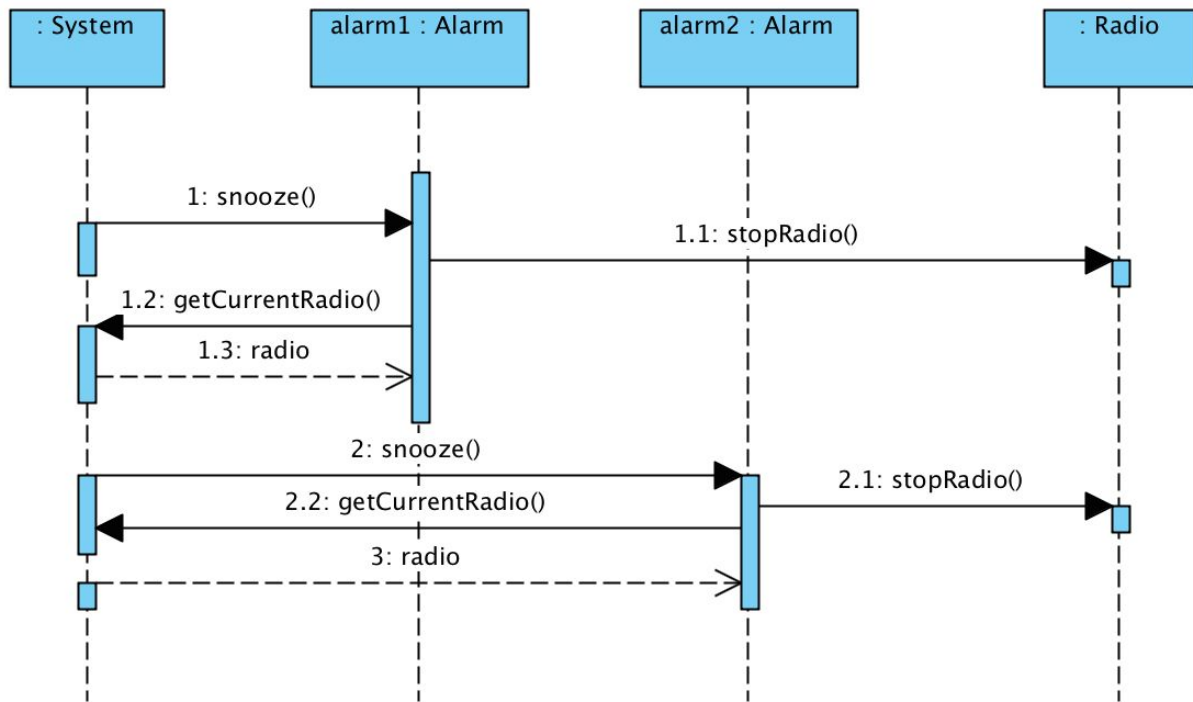 : System
alarm1 : Alarm
alarm2 : Alarm
: Radio
1: snooze()
1.1: stopRadio()
1.2: getCurrentRadio()
1.3: radio
2: snooze()
2.1: stopRadio()
2.2: getCurrentRadio()
3: radio